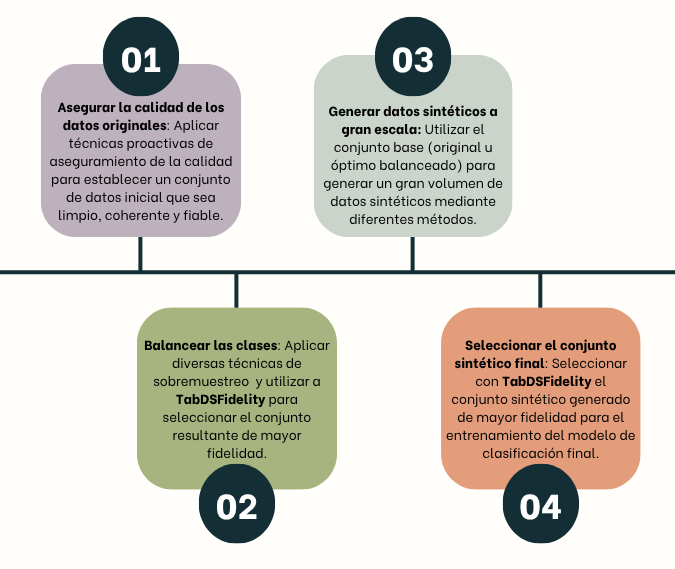 01
Asegurar la calidad de los
datos originales: Aplicar
técnicas proactivas de
aseguramiento de la calidad
para establecer un conjunto
de datos inicial que sea
limpio, coherente y fiable.
02
Balancear las clases: Aplicar
diversas técnicas de
sobremuestreo y utilizar a
TabDSFidelity para
seleccionar el conjunto
resultante de mayor
fidelidad.
03
Generar datos sintéticos a
gran escala: Utilizar el
conjunto base (original u
óptimo balanceado) para
generar un gran volumen de
datos sintéticos mediante
diferentes métodos.
04
Seleccionar el conjunto
sintético final: Seleccionar
con TabDSFidelity el
conjunto sintético generado
de mayor fidelidad para el
entrenamiento del modelo de
clasificación final.